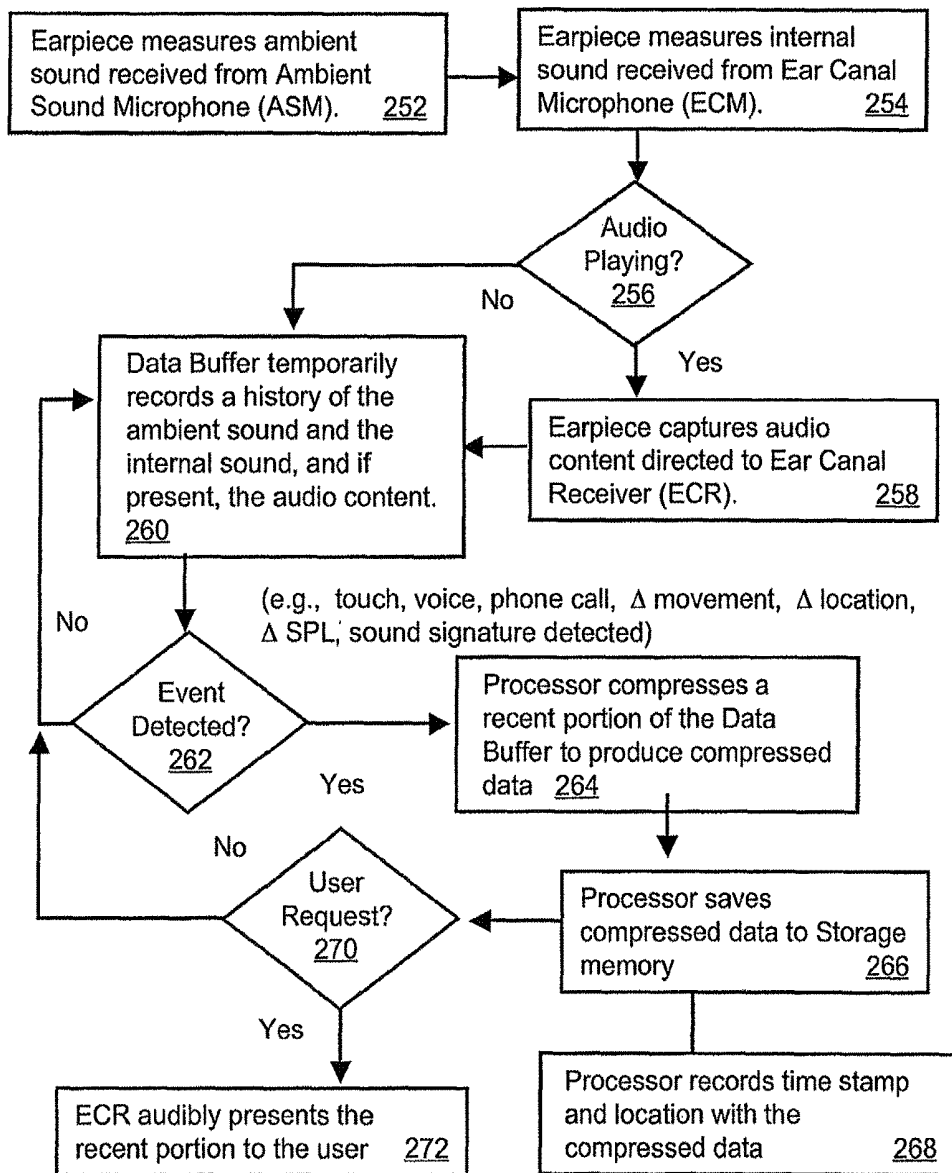 Earpiece measures ambient
sound received from Ambient
Sound Microphone (ASM). 252
Earpiece measures internal
sound received from Ear Canal
Microphone (ECM). 254
Audio
Playing?
256
No
Yes
Data Buffer temporarily
records a history of the
ambient sound and the
internal sound, and if
present, the audio content.
260
Earpiece captures audio
content directed to Ear Canal
Receiver (ECR). 258
(e.g., touch, voice, phone call, Δ movement, Δ location,
Δ SPL, sound signature detected)
No
Event
Detected?
262
Yes
Processor compresses a
recent portion of the Data
Buffer to produce compressed
data 264
No
User
Request?
270
Processor saves
compressed data to Storage
memory 266
Yes
ECR audibly presents the
recent portion to the user 272
Processor records time stamp
and location with the
compressed data 268